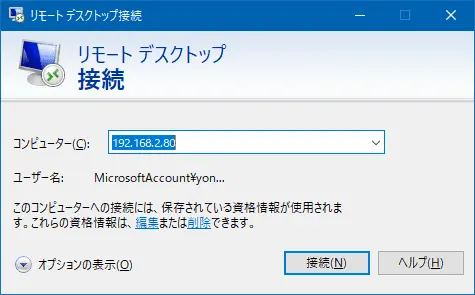 リモート デスクトップ接続
リモート デスクトップ
接続
コンピューター(C):
192.168.2.80
ユーザー名:
MicrosoftAccount¥yon...
このコンピューターへの接続には、保存されている資格情報が使用されま
す。これらの資格情報は、編集または削除できます。
オプションの表示(O)
接続(N)
ヘルプ(H)